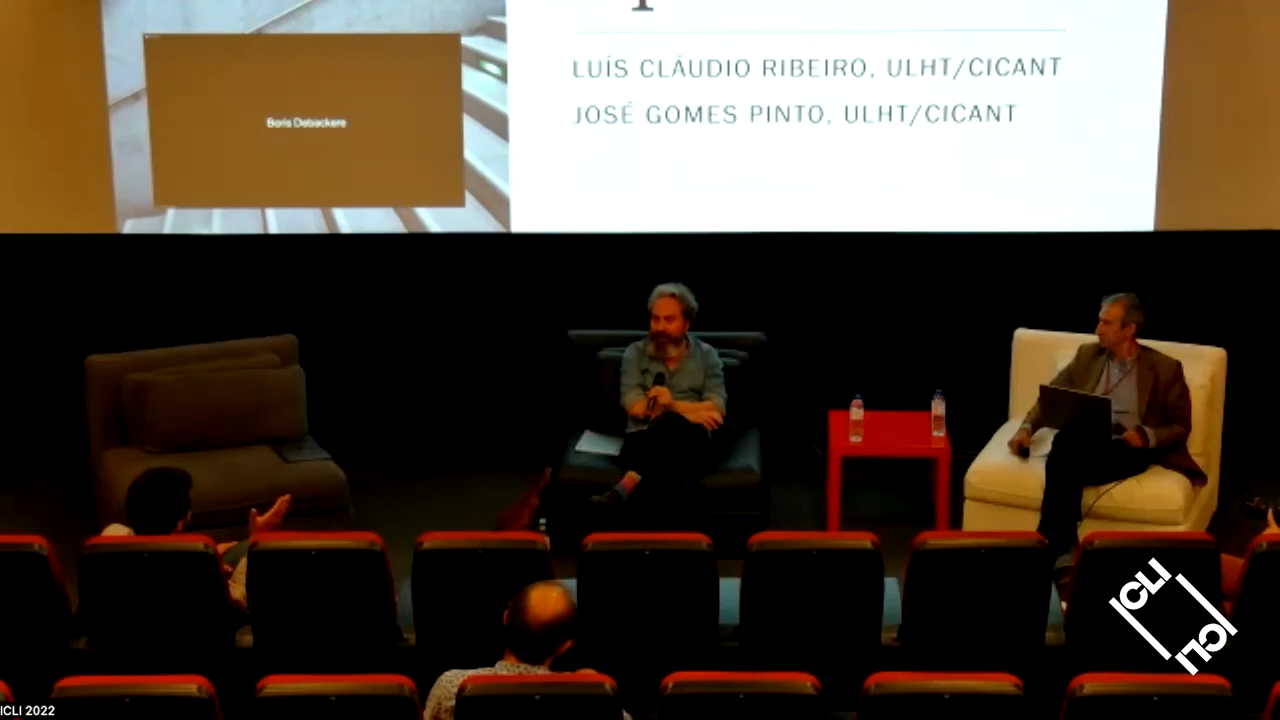 LUÍS CLÁUDIO RIBEIRO, ULHT/CICANT
JOSÉ GOMES PINTO, ULHT/CICANT
Boris Debackere
ICLI
ICLI
ICLI 2022